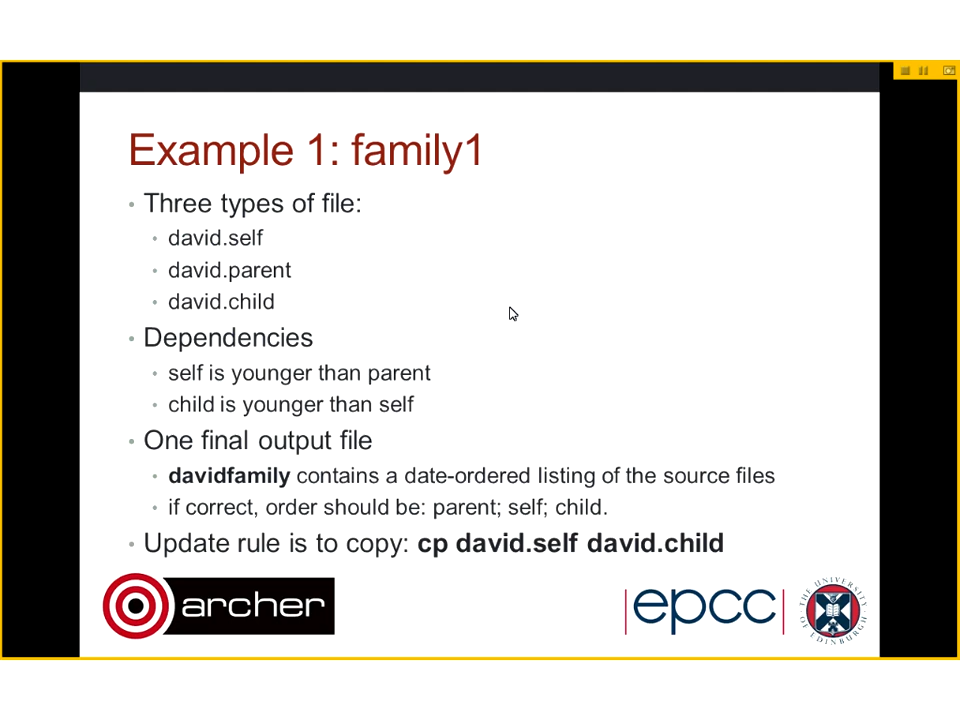 Example 1: family1
• Three types of file:
• david.self
• david.parent
• david.child
• Dependencies
• self is younger than parent
• child is younger than self
• One final output file
• davidfamily contains a date-ordered listing of the source files
• if correct, order should be: parent; self; child.
• Update rule is to copy: cp david.self david.child
archer
epcc
THE UNIVERSITY OF EDINBURGH